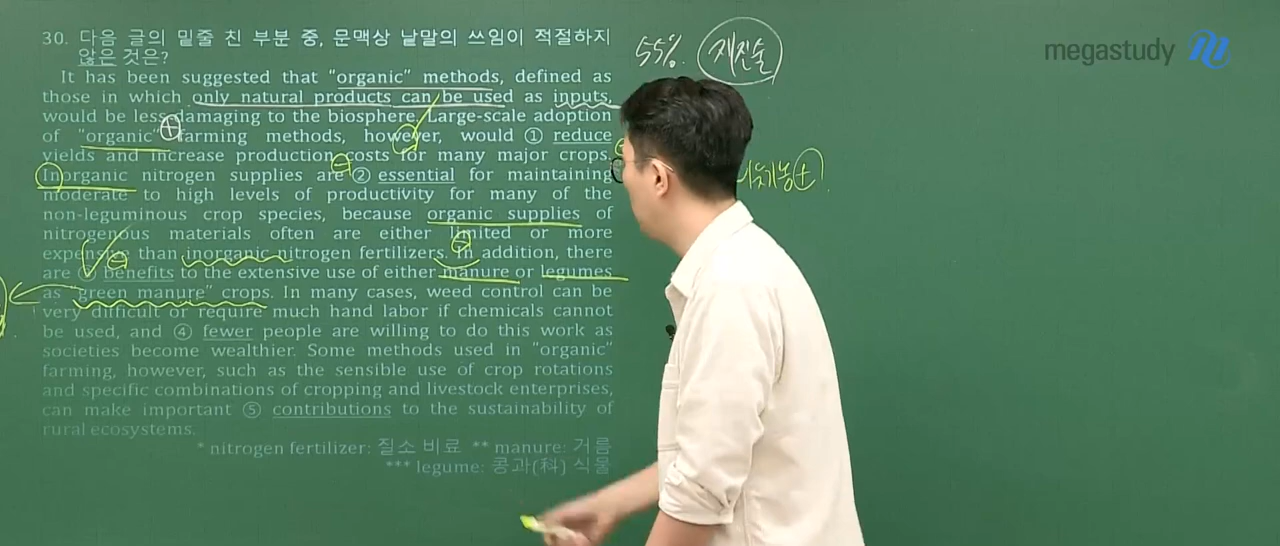 30. 다음 글의 밑줄 친 부분 중, 문맥상 낱말의 쓰임이 적절하지
않은 것은?
It has been suggested that "organic" methods, defined as
those in which only natural products can be used as inputs,
would be less damaging to the biosphere. Large-scale adoption
of "organic" farming methods, however, would ① reduce
yields and increase production costs for many major crops.
Inorganic nitrogen supplies are ② essential for maintaining
moderate to high levels of productivity for many of the
non-leguminous crop species, because organic supplies of
nitrogenous materials often are either limited or more
expensive than inorganic nitrogen fertilizers. In addition, there
are benefits to the extensive use of either manure or legumes
as "green manure" crops. In many cases, weed control can be
very difficult or require much hand labor if chemicals cannot
be used, and ④ fewer people are willing to do this work as
societies become wealthier. Some methods used in "organic"
farming, however, such as the sensible use of crop rotations
and specific combinations of cropping and livestock enterprises,
can make important ⑤ contributions to the sustainability of
rural ecosystems.
* nitrogen fertilizer: 질소 비료 ** manure: 거름
*** legume: 콩과(科) 식물
55% 재진술
megastudy